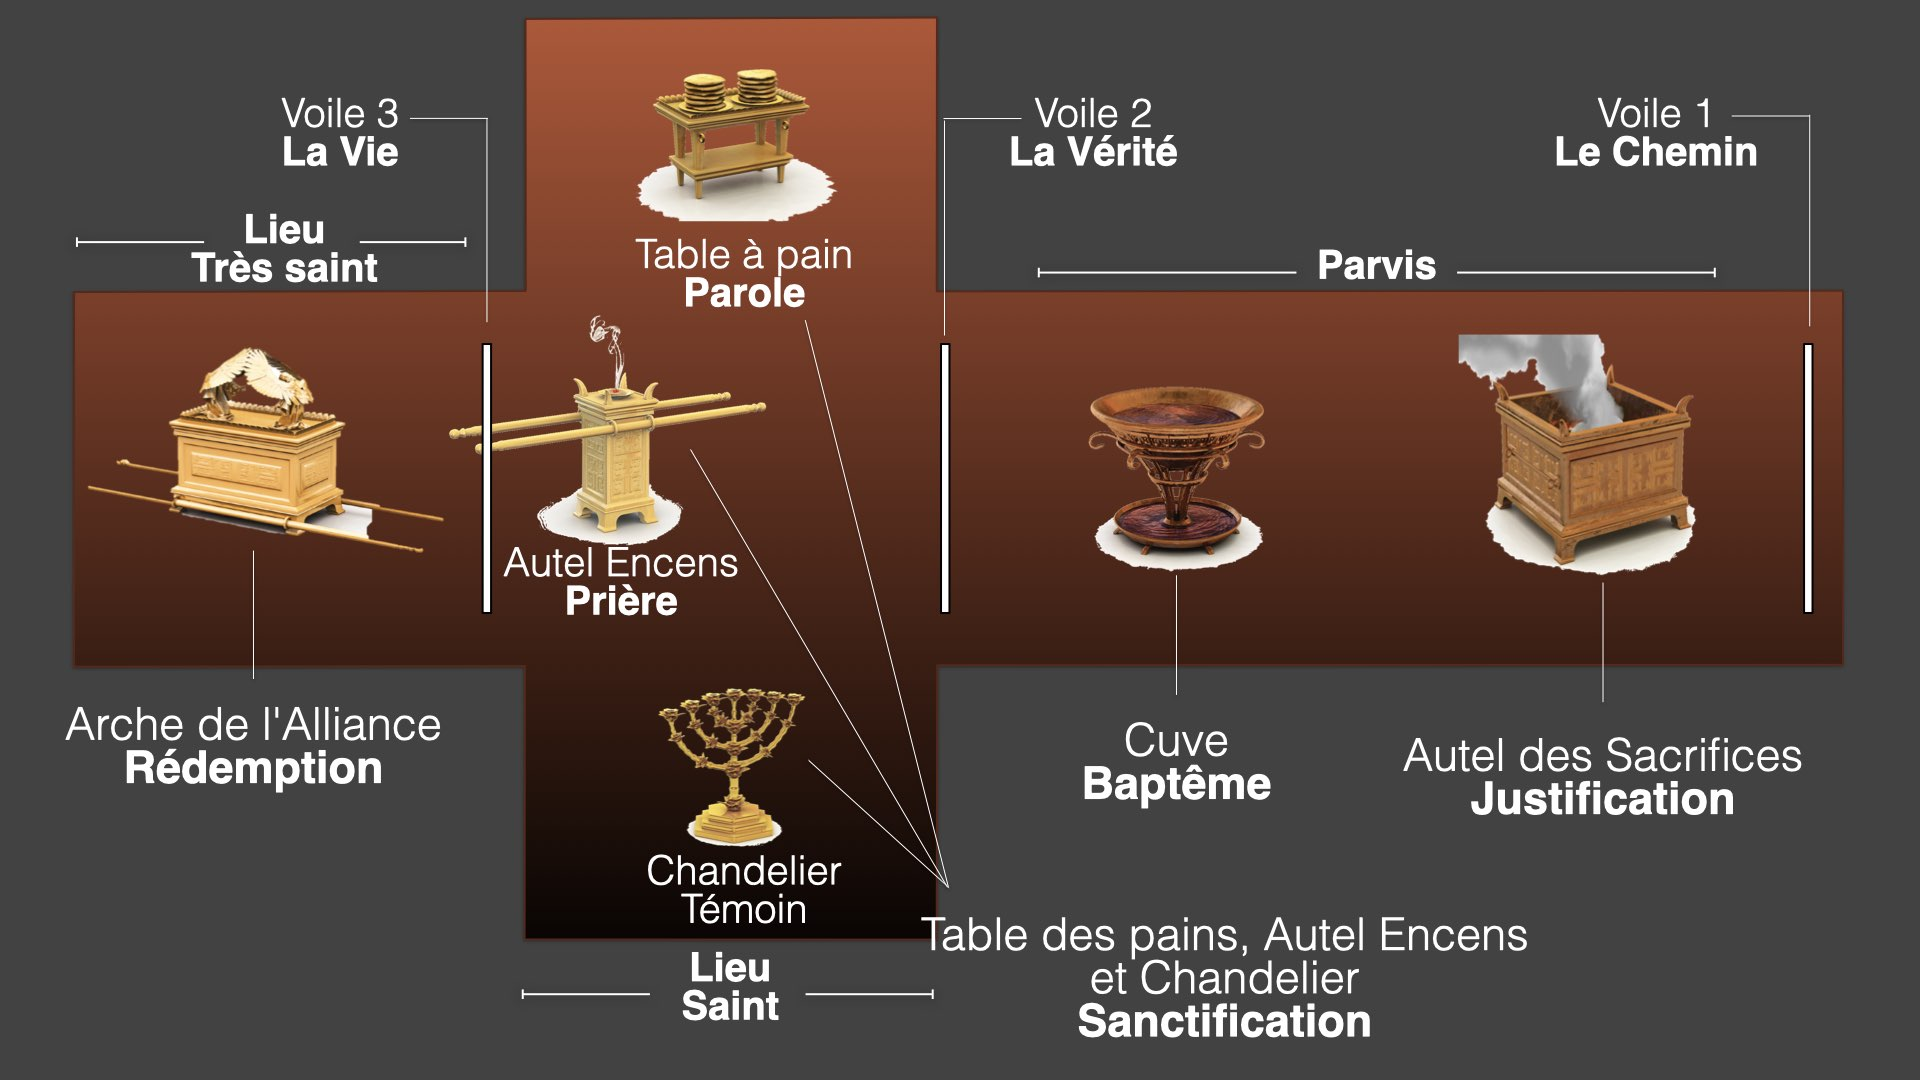 Voile 3
La Vie
Voile 2
La Vérité
Voile 1
Le Chemin
Lieu
Très saint
Table à pain
Parole
Parvis
Autel Encens
Prière
Arche de l'Alliance
Rédemption
Cuve
Baptême
Autel des Sacrifices
Justification
Chandelier
Témoin
Lieu
Saint
Table des pains, Autel Encens
et Chandelier
Sanctification